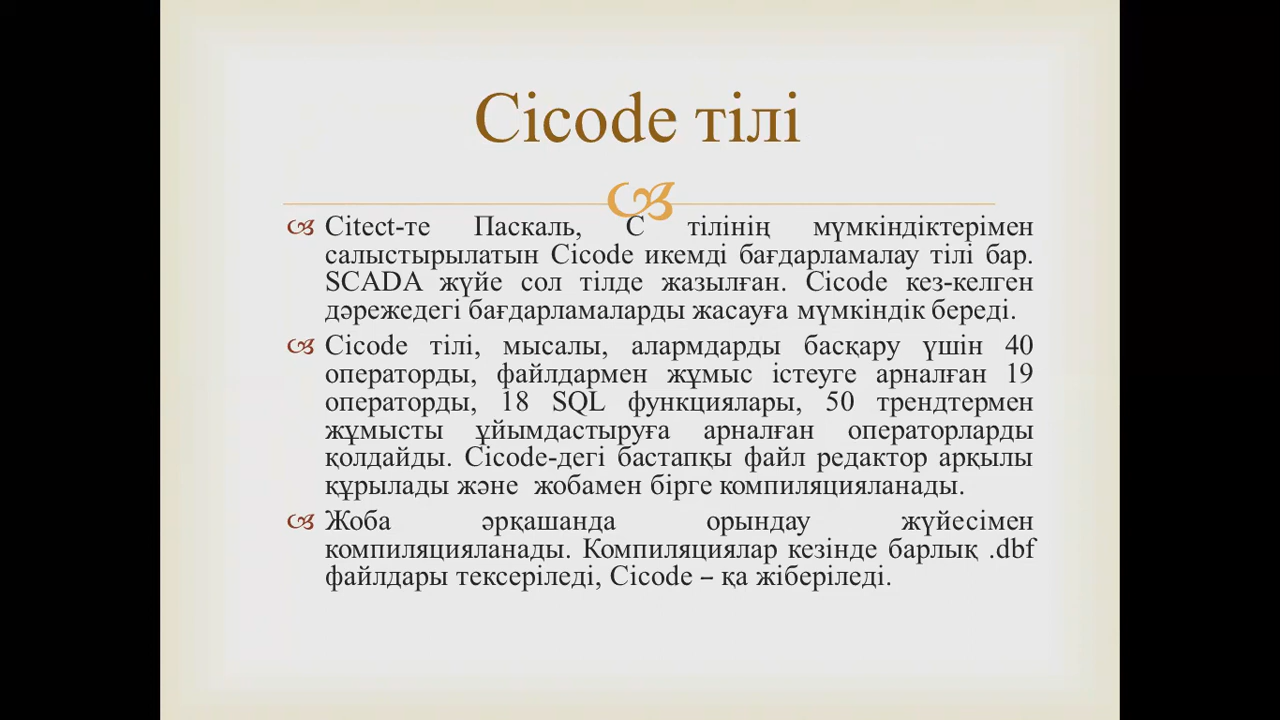 Cicode тілі
Citect-те Паскаль, С тілінің мүмкіндіктерімен
салыстырылатын Cicode икемді бағдарламалау тілі бар.
SCADA жүйе сол тілде жазылған. Cicode кез-келген
дәрежедегі бағдарламаларды жасауға мүмкіндік береді.
Cicode тілі, мысалы, алармдарды басқару үшін 40
операторды, файлдармен жұмыс істеуге арналған 19
операторды, 18 SQL функциялары, 50 трендтермен
жұмысты ұйымдастыруға арналған операторларды
қолдайды. Cicode-дегі бастапқы файл редактор арқылы
құрылады және жобамен бірге компиляцияланады.
Жоба әрқашанда орындау жүйесімен
компиляцияланады. Компиляциялар кезінде барлық .dbf
файлдары тексеріледі, Cicode – қа жіберіледі.